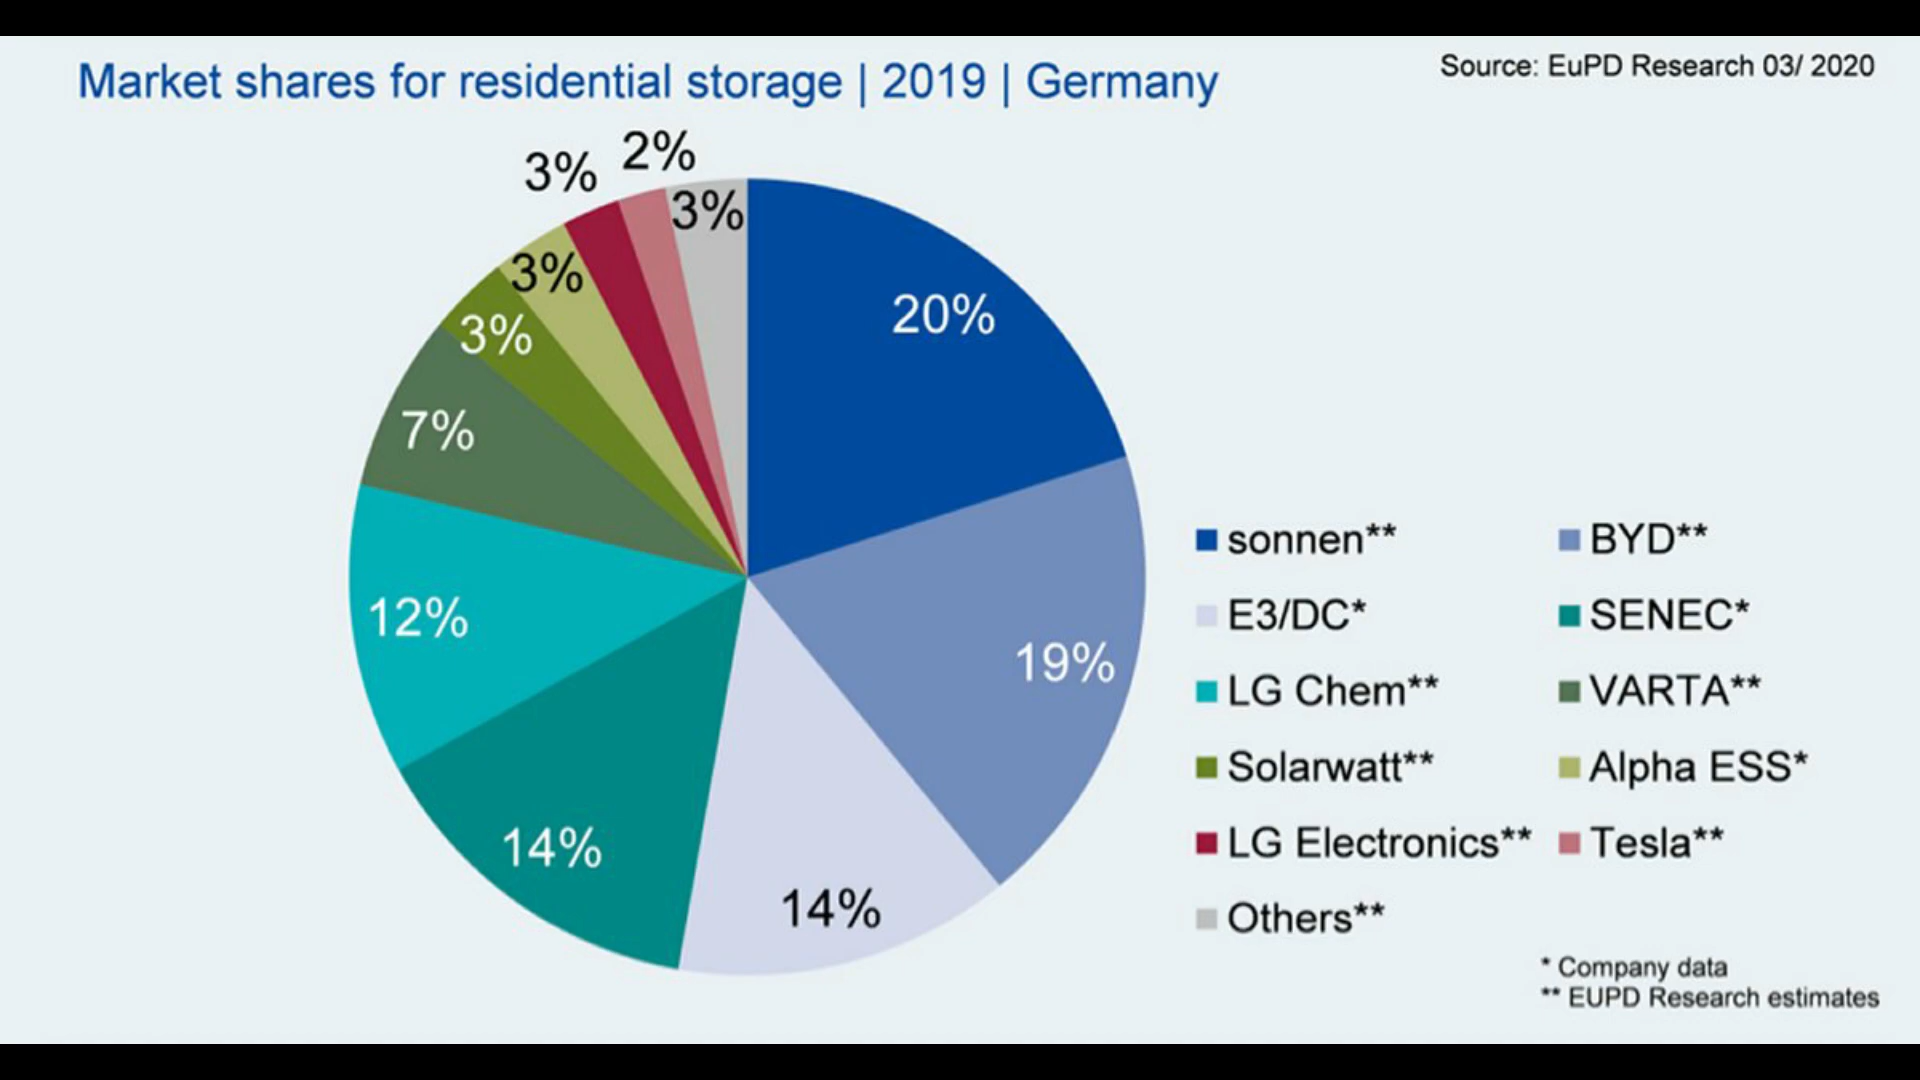 Market shares for residential storage | 2019 | Germany
Source: EuPD Research 03/ 2020
2%
3%
3%
3%
3%
20%
7%
12%
19%
14%
14%
sonnen**
BYD**
E3/DC*
SENEC*
LG Chem**
VARTA**
Solarwatt**
Alpha ESS*
LG Electronics**
Tesla**
Others**
* Company data
** EUPD Research estimates